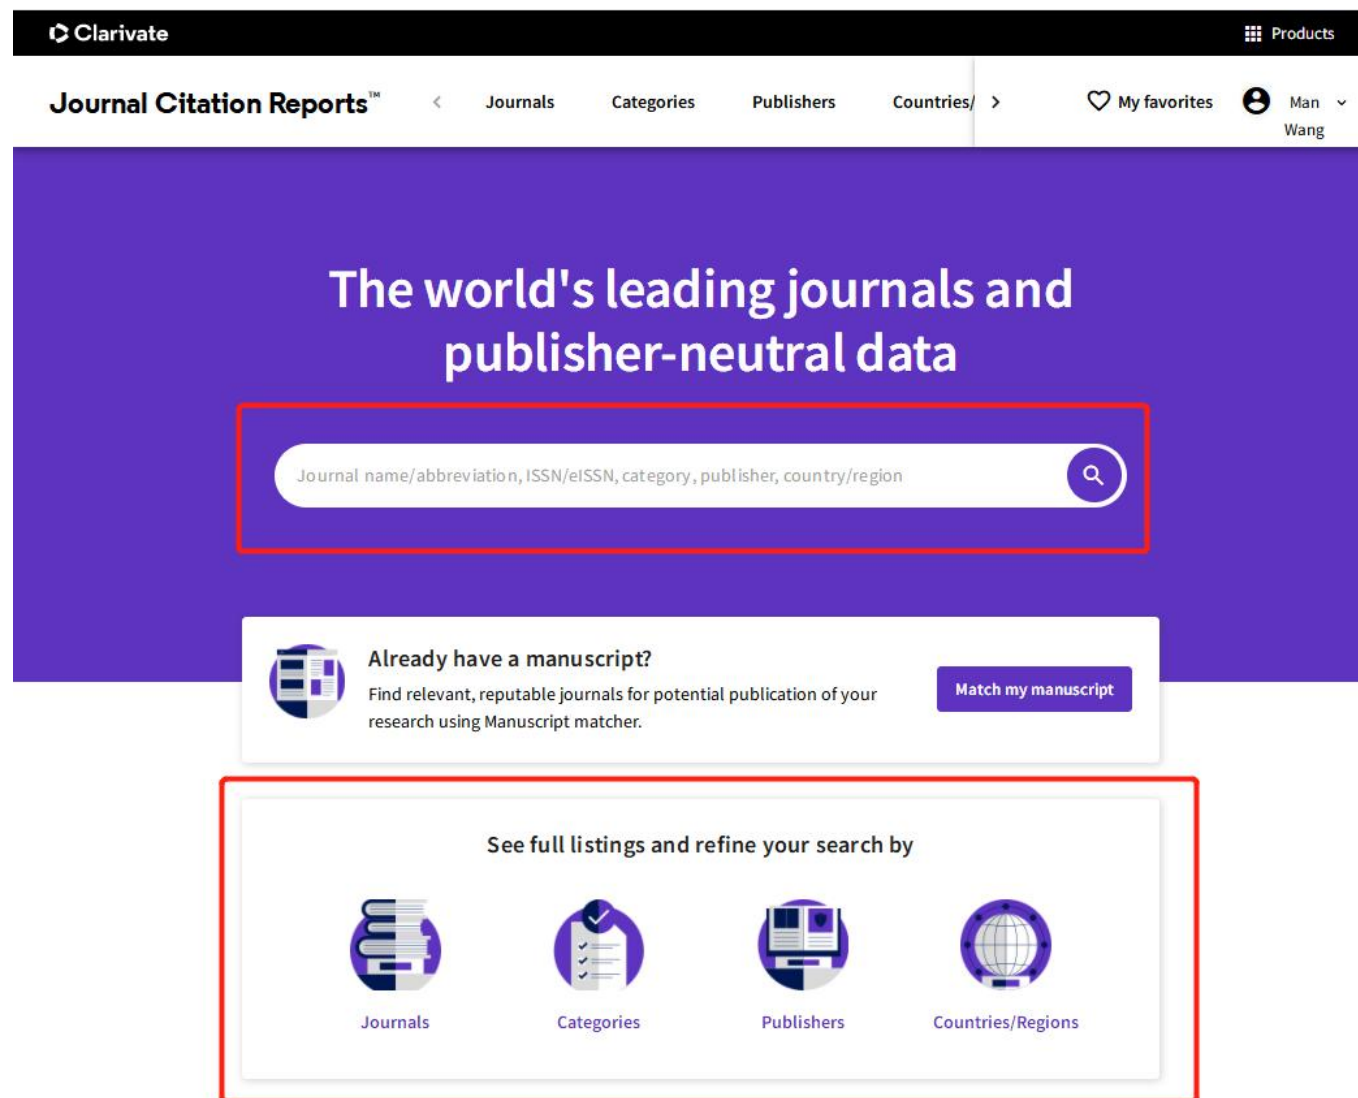 Clarivate
Products
Journal Citation Reports™
Journals
Categories
Publishers
Countries/
My favorites
Man
Wang
The world's leading journals and
publisher-neutral data
Journal name/abbreviation, ISSN/eISSN, category, publisher, country/region
Already have a manuscript?
Find relevant, reputable journals for potential publication of your
research using Manuscript matcher.
Match my manuscript
See full listings and refine your search by
Journals
Categories
Publishers
Countries/Regions